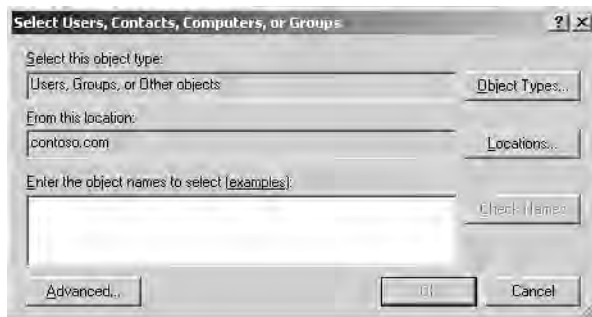 Select Users, Contacts, Computers, or Groups ? ×
Select this object type:
Users, Groups, or Other objects
Object Types...
From this location:
contoso.com
Locations...
Enter the object names to select (examples):
Check Names
Advanced...
OK
Cancel